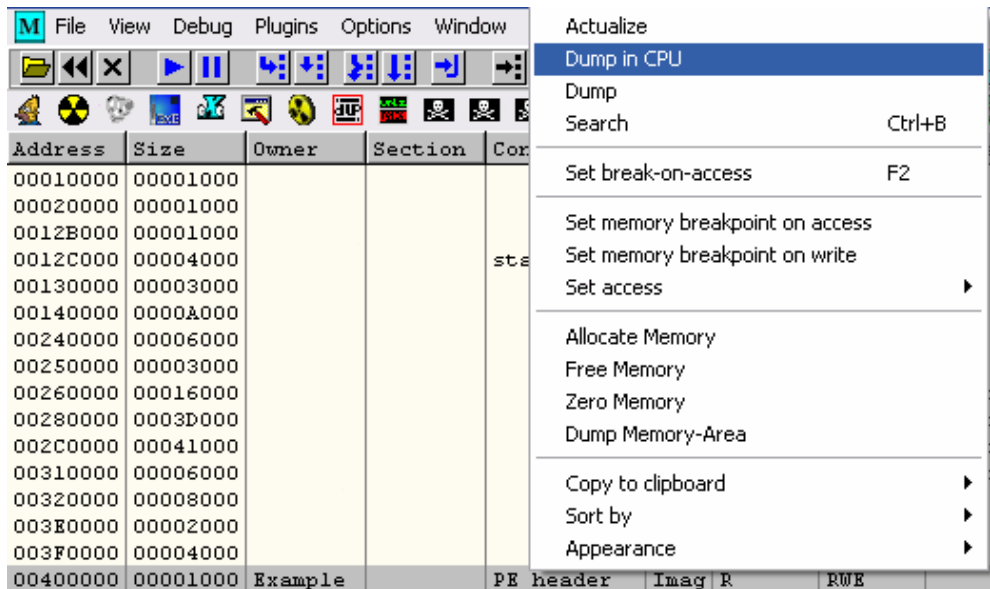 M File View Debug Plugins Options Window
EXE JUP
Address Size Owner Section Cor
00010000 00001000
00020000 00001000
0012B000 00001000
0012C000 00004000 sta
00130000 00003000
00140000 0000A000
00240000 00006000
00250000 00003000
00260000 00016000
00280000 0003D000
002C0000 00041000
00310000 00006000
00320000 00008000
003E0000 00002000
003F0000 00004000
00400000 00001000 Example PE header Imag R RWE
Actualize
Dump in CPU
Dump
Search Ctrl+B
Set break-on-access F2
Set memory breakpoint on access
Set memory breakpoint on write
Set access
Allocate Memory
Free Memory
Zero Memory
Dump Memory-Area
Copy to clipboard
Sort by
Appearance